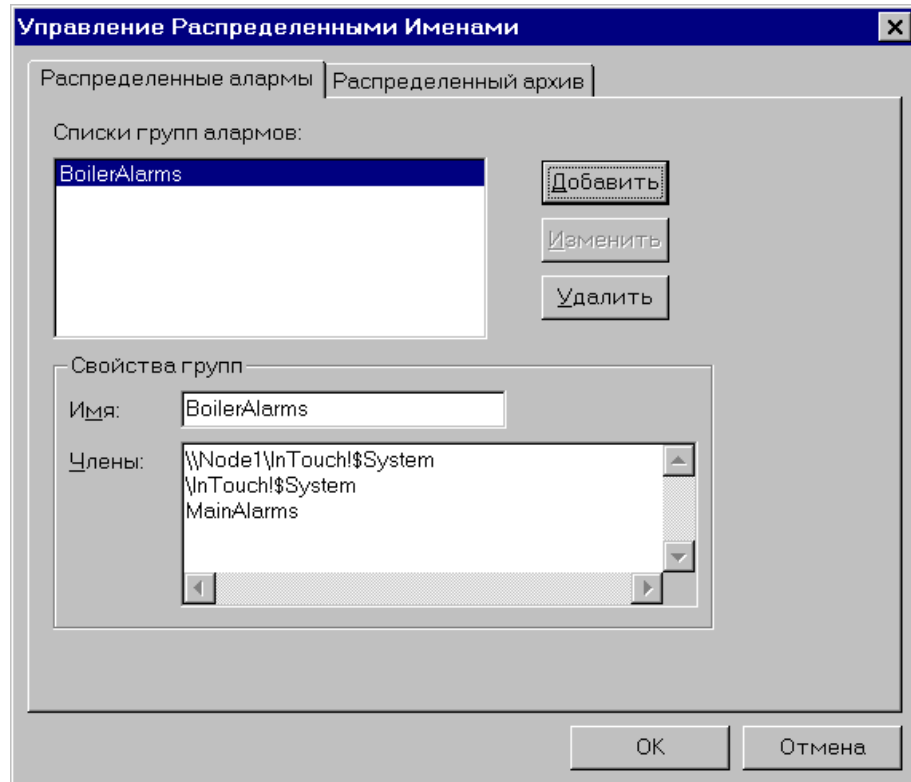 Управление Распределенными Именами
Распределенные алармы
Распределенный архив
Списки групп алармов:
BoilerAlarms
Добавить
Изменить
Удалить
Свойства групп
Имя:
BoilerAlarms
Члены:
\\Node1\InTouch!$System
\InTouch!$System
MainAlarms
OK
Отмена